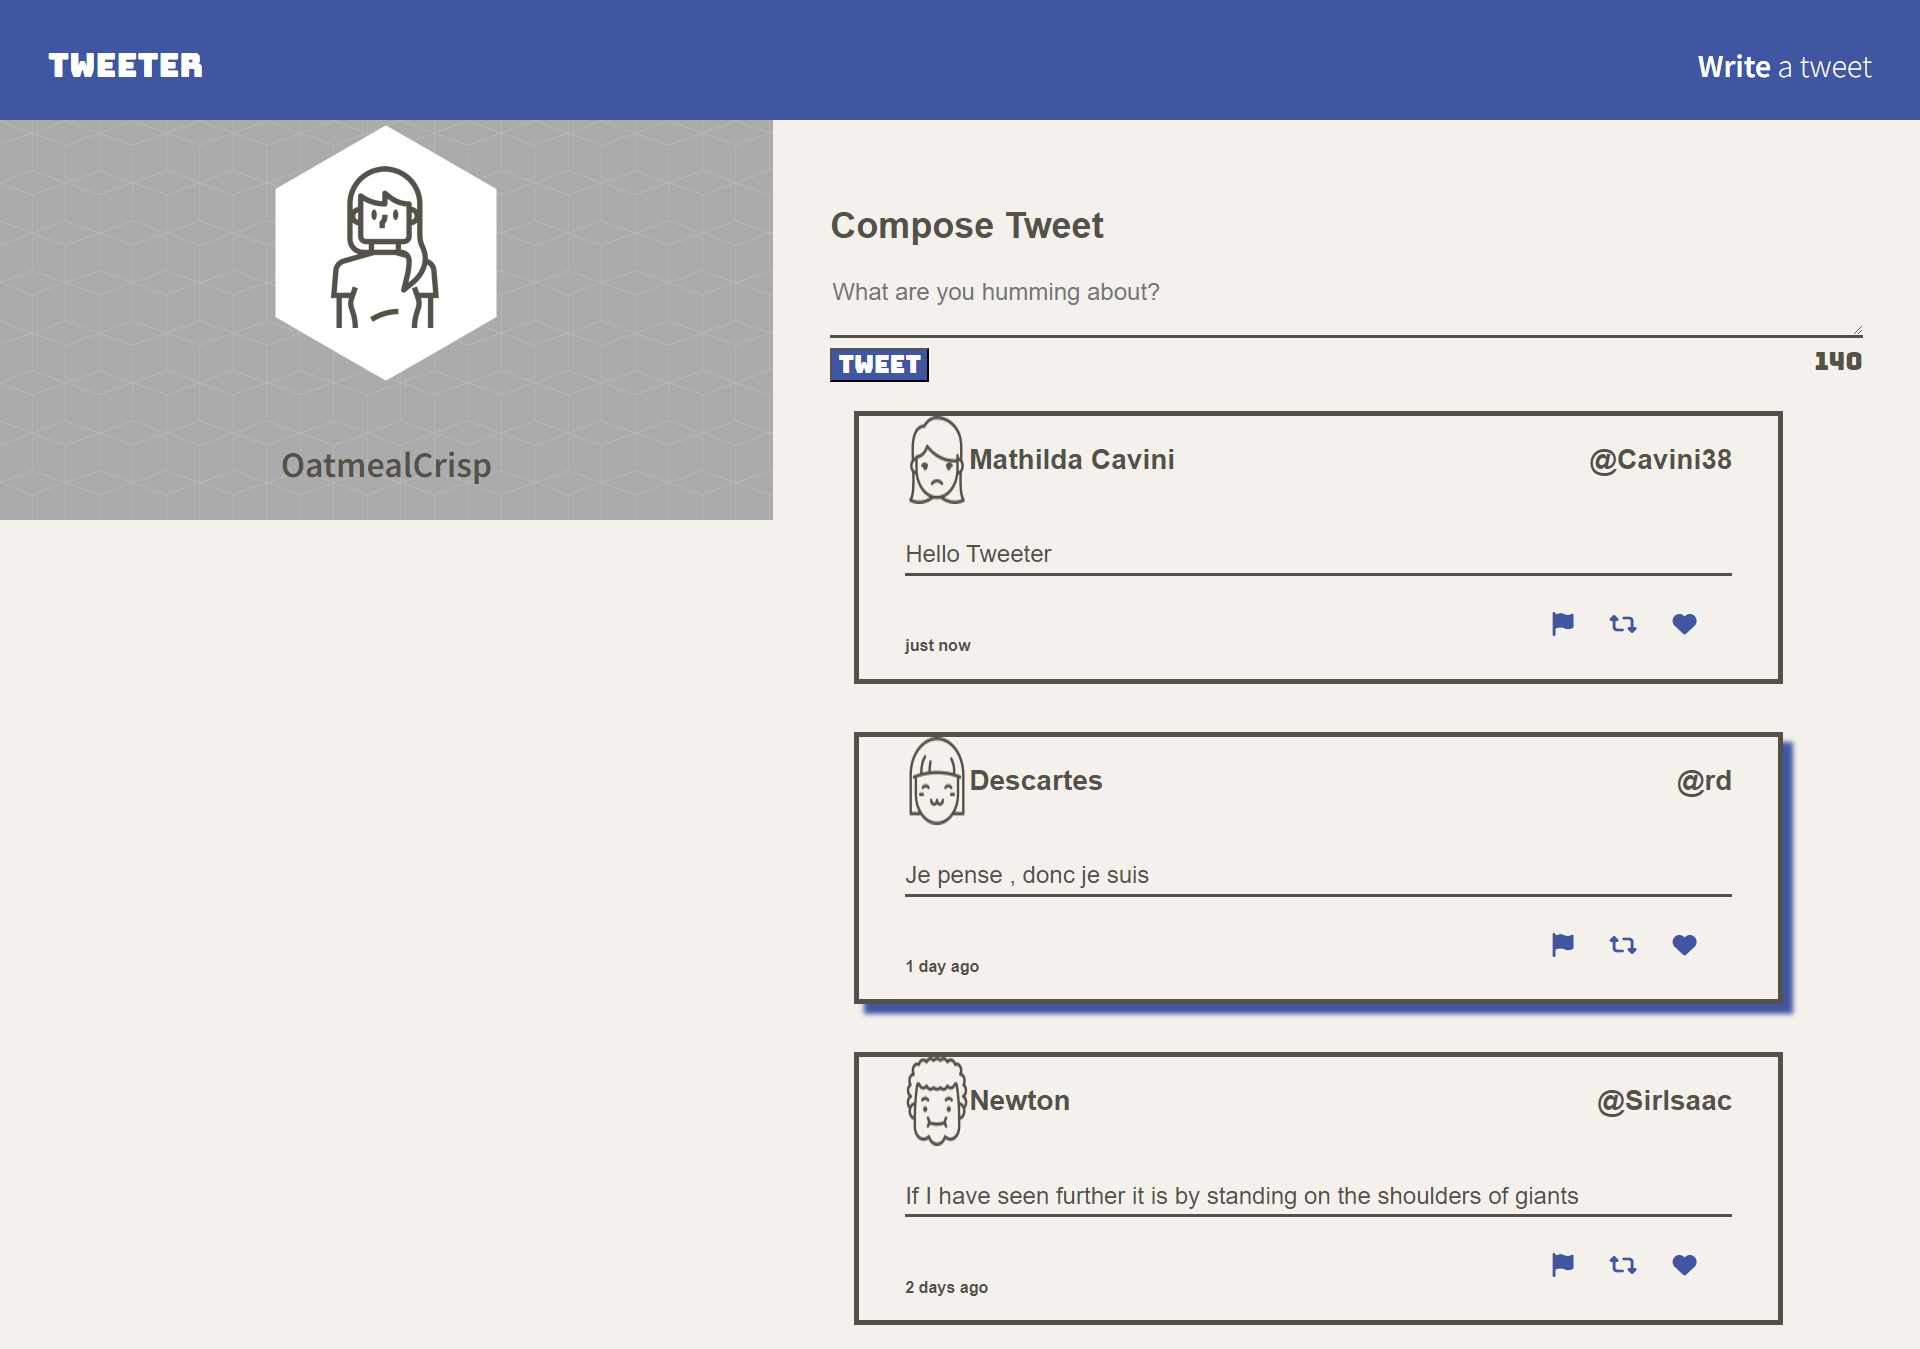 TWEETER
Write a tweet
OatmealCrisp
Compose Tweet
What are you humming about?
TWEET
140
Mathilda Cavini
@Cavini38
Hello Tweeter
just now
Descartes
@rd
Je pense , donc je suis
1 day ago
Newton
@SirIsaac
If I have seen further it is by standing on the shoulders of giants
2 days ago